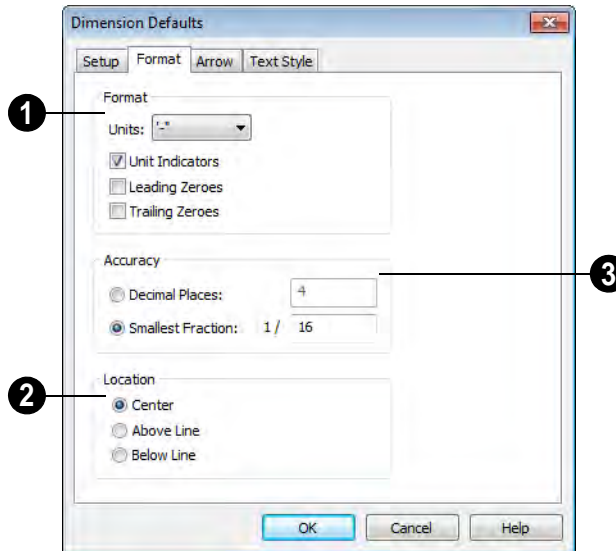 Dimension Defaults
Setup Format Arrow Text Style
Format
1
Units: '-"
Unit Indicators
Leading Zeroes
Trailing Zeroes
Accuracy
3
Decimal Places: 4
Smallest Fraction: 1 / 16
Location
2
Center
Above Line
Below Line
OK Cancel Help